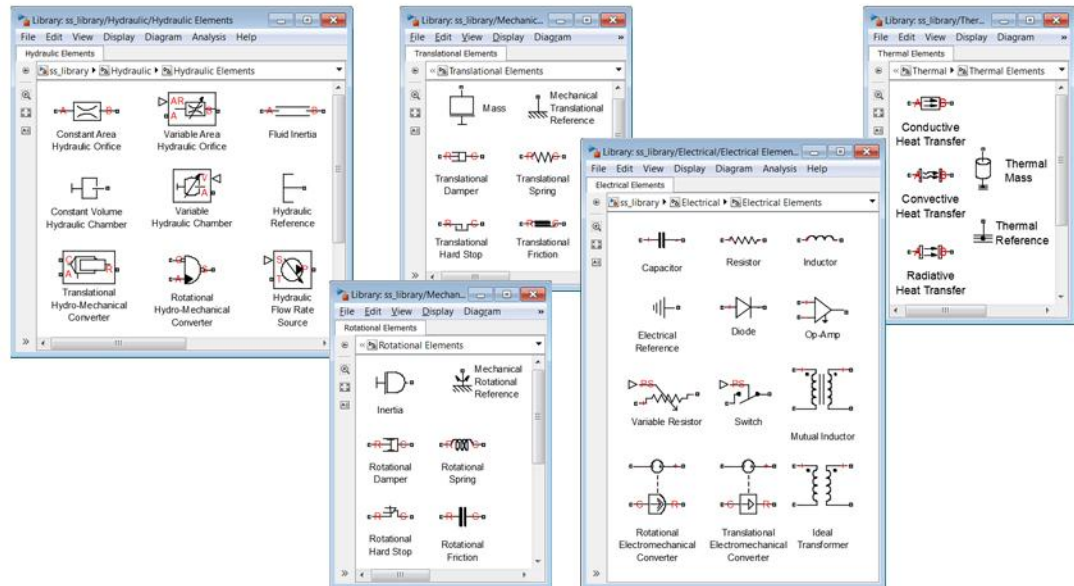 Library: ss_library/Hydraulic/Hydraulic Elements
File Edit View Display Diagram Analysis Help
Hydraulic Elements
ss_library Hydraulic Hydraulic Elements
A B
AR A B
A B
Constant Area
Hydraulic Orifice
Variable Area
Hydraulic Orifice
Fluid Inertia
V
A
Constant Volume
Hydraulic Chamber
Variable
Hydraulic Chamber
Hydraulic
Reference
C R
A
S P
T
Translational
Hydro-Mechanical
Converter
Rotational
Hydro-Mechanical
Converter
Hydraulic
Flow Rate
Source
Library: ss_library/Mechanic...
File Edit View Display Diagram »
Translational Elements
« Translational Elements
Mass
Mechanical
Translational
Reference
R C
R C
Translational
Damper
Translational
Spring
R C
R C
Translational
Hard Stop
Translational
Friction
Library: ss_library/Mechan...
File Edit View Display Diagram »
Rotational Elements
« Rotational Elements
Inertia
Mechanical
Rotational
Reference
R C
R C
Rotational
Damper
Rotational
Spring
R C
R C
Rotational
Hard Stop
Rotational
Friction
Library: ss_library/Electrical/Electrical Elemen...
File Edit View Display Diagram Analysis Help
Electrical Elements
ss_library Electrical Electrical Elements
Capacitor
Resistor
Inductor
Electrical
Reference
Diode
Op-Amp
PS
PS
Variable Resistor
Switch
Mutual Inductor
C R
C R
Rotational
Electromechanical
Converter
Translational
Electromechanical
Converter
Ideal
Transformer
Library: ss_library/Ther...
File Edit View Display »
Thermal Elements
« Thermal Thermal Elements
A B
Conductive
Heat Transfer
A B
Convective
Heat Transfer
Thermal
Mass
Thermal
Reference
A B
Radiative
Heat Transfer